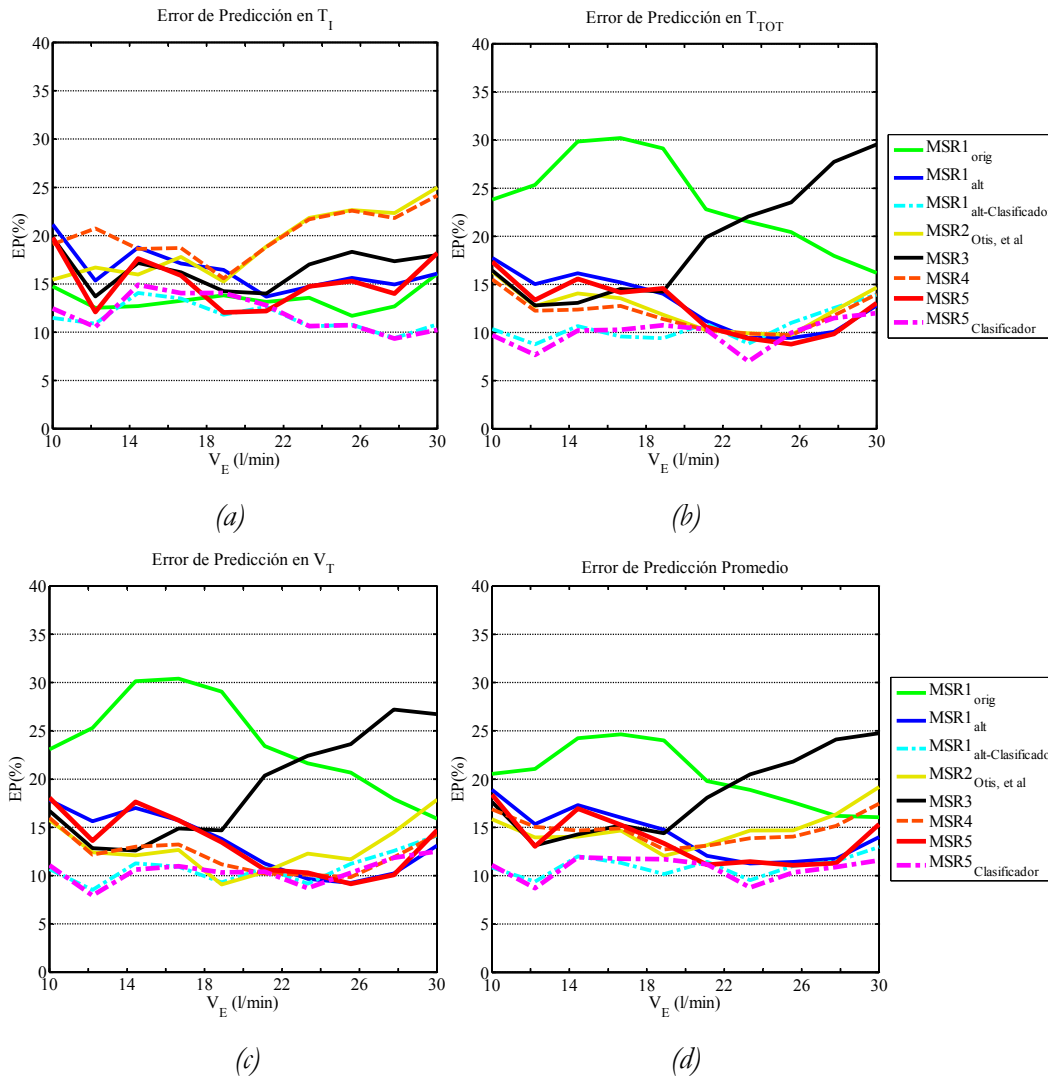 Error de Predicción en T_I
40
35
30
25
20
15
10
5
0
EP(%)
10 14 18 22 26 30
V_E (l/min)
(a)
Error de Predicción en T_TOT
40
35
30
25
20
15
10
5
0
EP(%)
10 14 18 22 26 30
V_E (l/min)
(b)
MSR1_orig
MSR1_alt
MSR1_alt-Clasificado
MSR2_Otis, et al
MSR3
MSR4
MSR5
MSR5_Clasificador
Error de Predicción en V_T
40
35
30
25
20
15
10
5
0
EP(%)
10 14 18 22 26 30
V_E (l/min)
(c)
Error de Predicción Promedio
40
35
30
25
20
15
10
5
0
EP(%)
10 14 18 22 26 30
V_E (l/min)
(d)
MSR1_orig
MSR1_alt
MSR1_alt-Clasificado
MSR2_Otis, et al
MSR3
MSR4
MSR5
MSR5_Clasificador